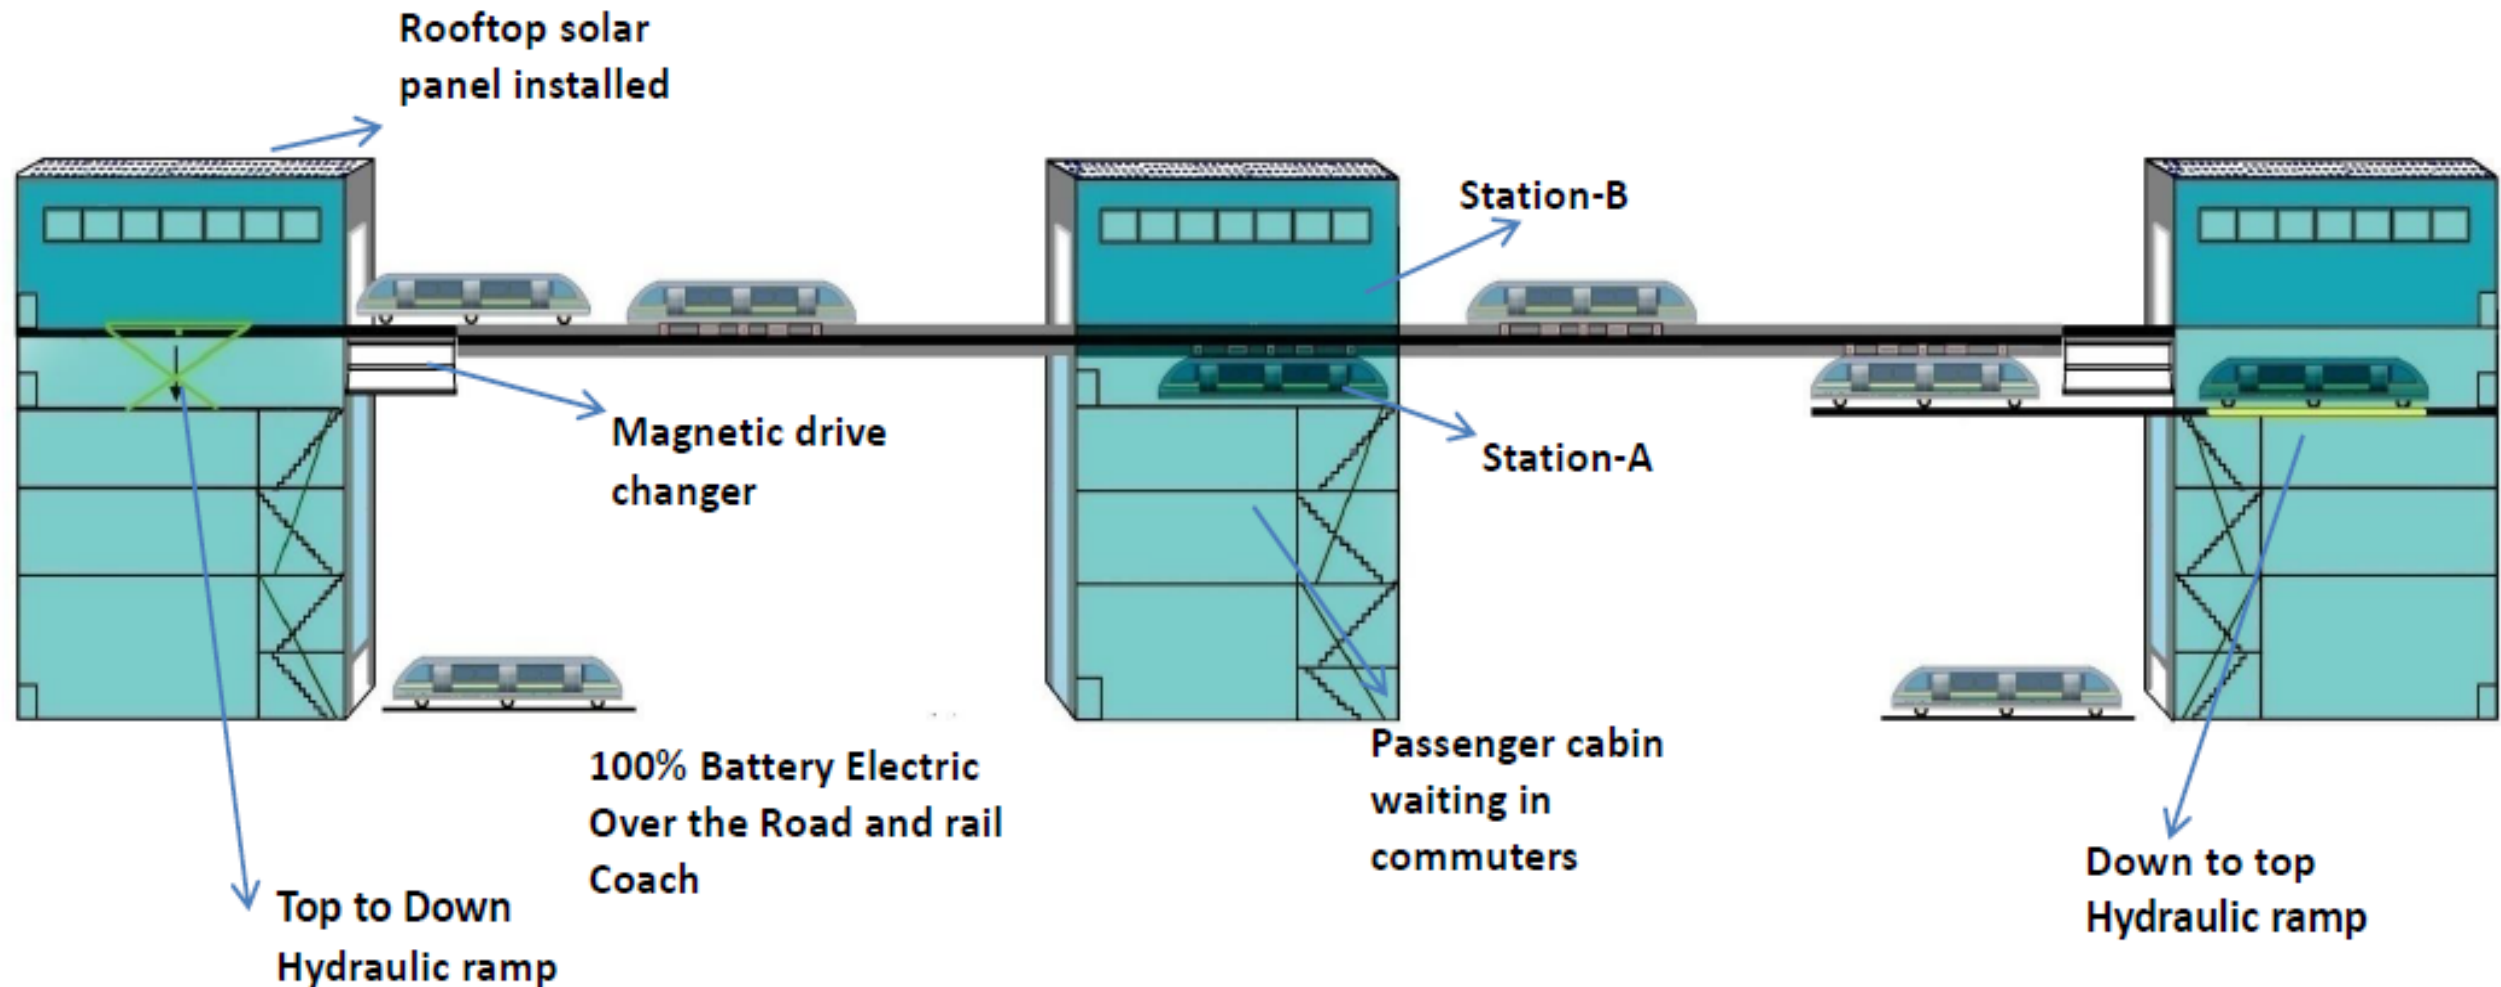 Rooftop solar
panel installed
Station-B
Magnetic drive
changer
Station-A
100% Battery Electric
Over the Road and rail
Coach
Passenger cabin
waiting in
commuters
Top to Down
Hydraulic ramp
Down to top
Hydraulic ramp